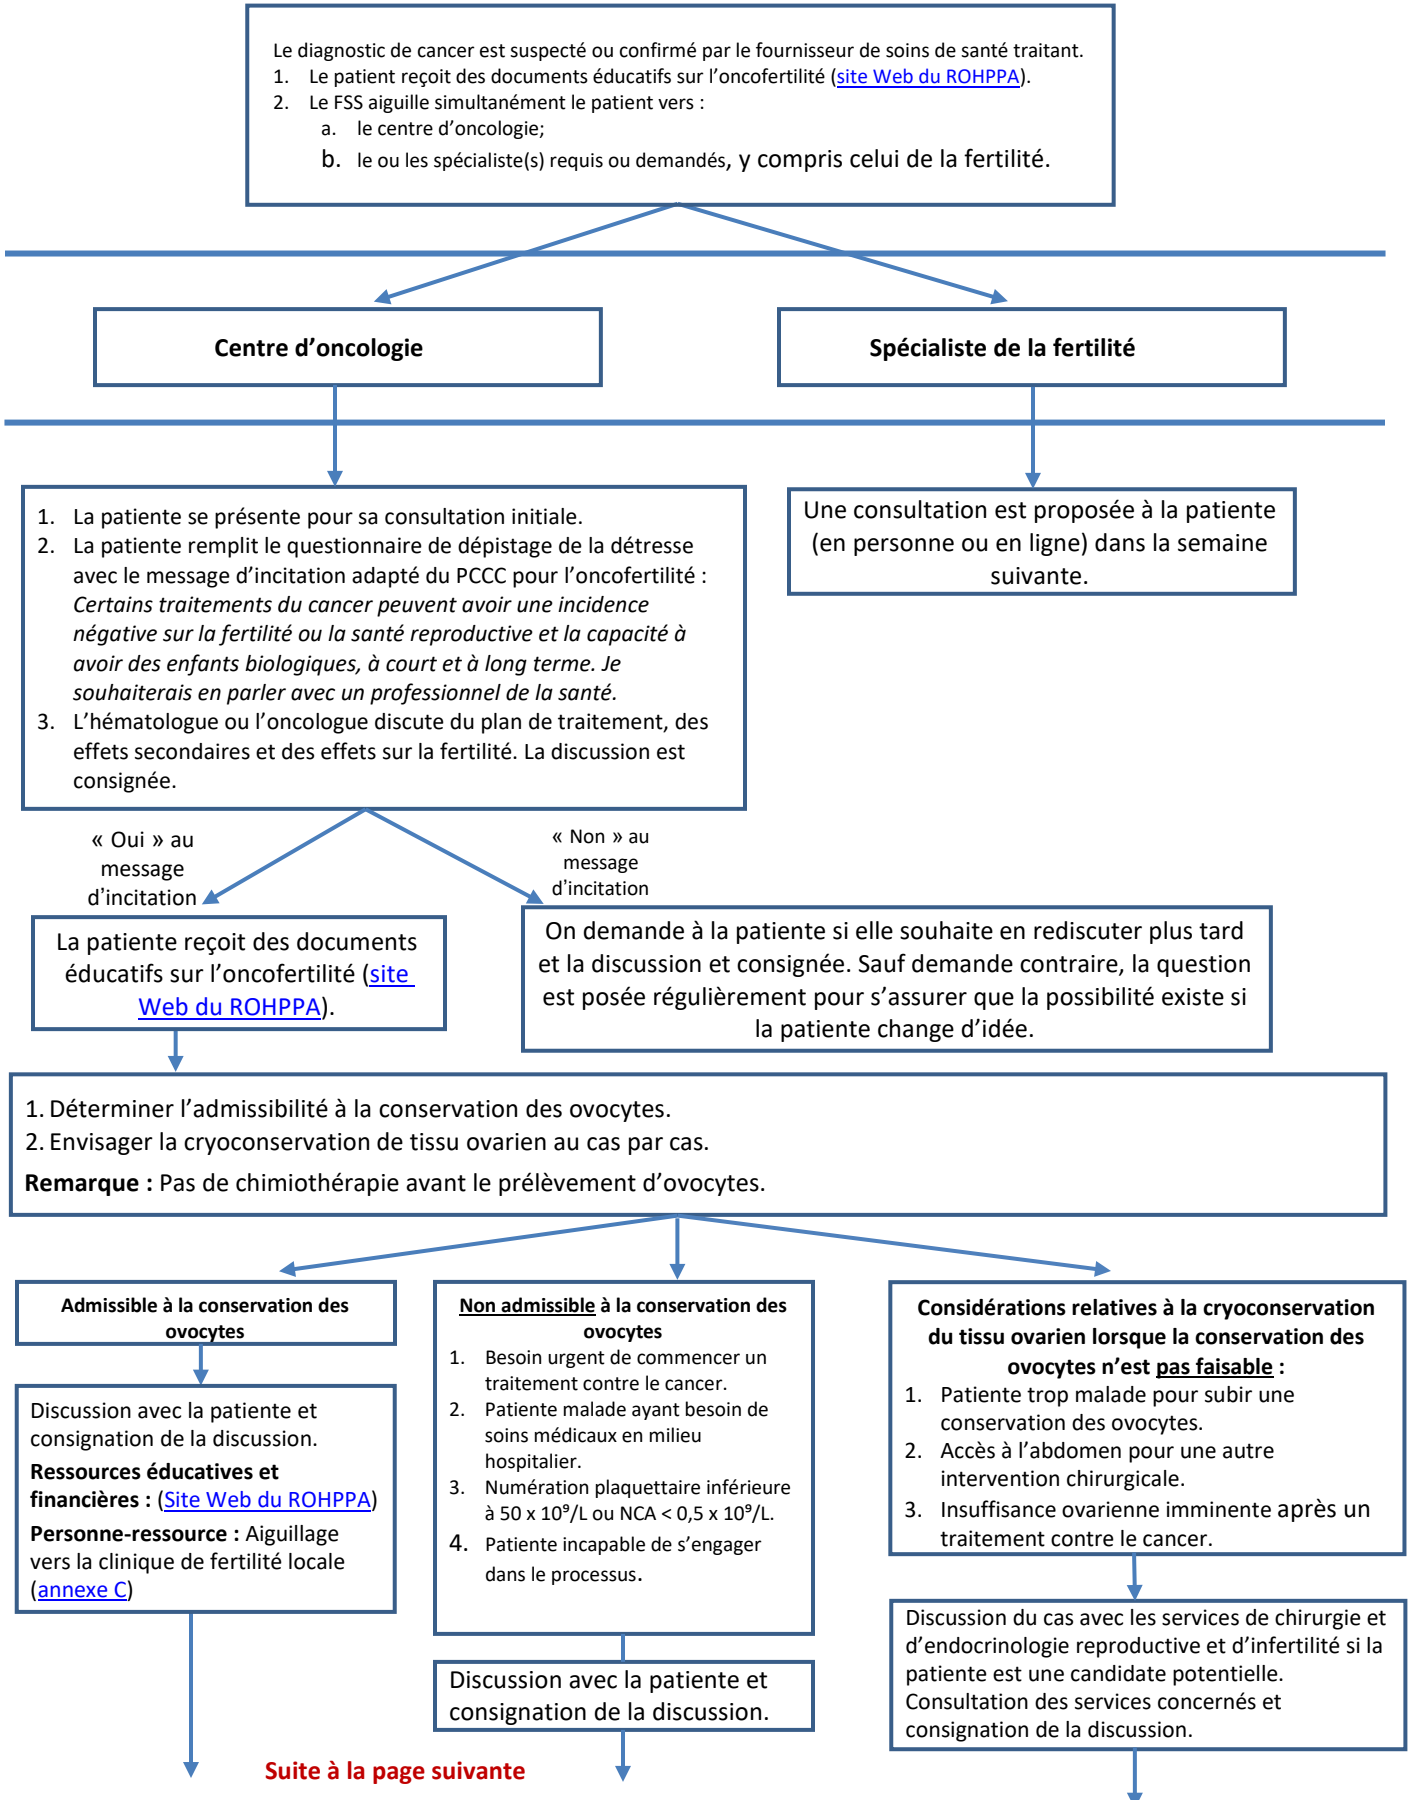 Le diagnostic de cancer est suspecté ou confirmé par le fournisseur de soins de santé traitant.
1. Le patient reçoit des documents éducatifs sur l’oncofertilité (site Web du ROHPPA).
2. Le FSS aiguille simultanément le patient vers :
a. le centre d’oncologie;
b. le ou les spécialiste(s) requis ou demandés, y compris celui de la fertilité.
Centre d’oncologie
Spécialiste de la fertilité
1. La patiente se présente pour sa consultation initiale.
2. La patiente remplit le questionnaire de dépistage de la détresse
avec le message d’incitation adapté du PCCC pour l’oncofertilité :
Certains traitements du cancer peuvent avoir une incidence
négative sur la fertilité ou la santé reproductive et la capacité à
avoir des enfants biologiques, à court et à long terme. Je
souhaiterais en parler avec un professionnel de la santé.
3. L’hématologue ou l’oncologue discute du plan de traitement, des
effets secondaires et des effets sur la fertilité. La discussion est
consignée.
Une consultation est proposée à la patiente
(en personne ou en ligne) dans la semaine
suivante.
« Oui » au
message
d’incitation
« Non » au
message
d’incitation
La patiente reçoit des documents
éducatifs sur l’oncofertilité (site
Web du ROHPPA).
On demande à la patiente si elle souhaite en rediscuter plus tard
et la discussion et consignée. Sauf demande contraire, la question
est posée régulièrement pour s’assurer que la possibilité existe si
la patiente change d’idée.
1. Déterminer l’admissibilité à la conservation des ovocytes.
2. Envisager la cryoconservation de tissu ovarien au cas par cas.
Remarque : Pas de chimiothérapie avant le prélèvement d’ovocytes.
Admissible à la conservation des
ovocytes
Discussion avec la patiente et
consignation de la discussion.
Ressources éducatives et
financières : (Site Web du ROHPPA)
Personne-ressource : Aiguillage
vers la clinique de fertilité locale
(annexe C)
Non admissible à la conservation des
ovocytes
1. Besoin urgent de commencer un
traitement contre le cancer.
2. Patiente malade ayant besoin de
soins médicaux en milieu
hospitalier.
3. Numération plaquettaire inférieure
à 50 x 10⁹/L ou NCA < 0,5 x 10⁹/L.
4. Patiente incapable de s’engager
dans le processus.
Discussion avec la patiente et
consignation de la discussion.
Considérations relatives à la cryoconservation
du tissu ovarien lorsque la conservation des
ovocytes n’est pas faisable :
1. Patiente trop malade pour subir une
conservation des ovocytes.
2. Accès à l’abdomen pour une autre
intervention chirurgicale.
3. Insuffisance ovarienne imminente après un
traitement contre le cancer.
Discussion du cas avec les services de chirurgie et
d’endocrinologie reproductive et d’infertilité si la
patiente est une candidate potentielle.
Consultation des services concernés et
consignation de la discussion.
Suite à la page suivante